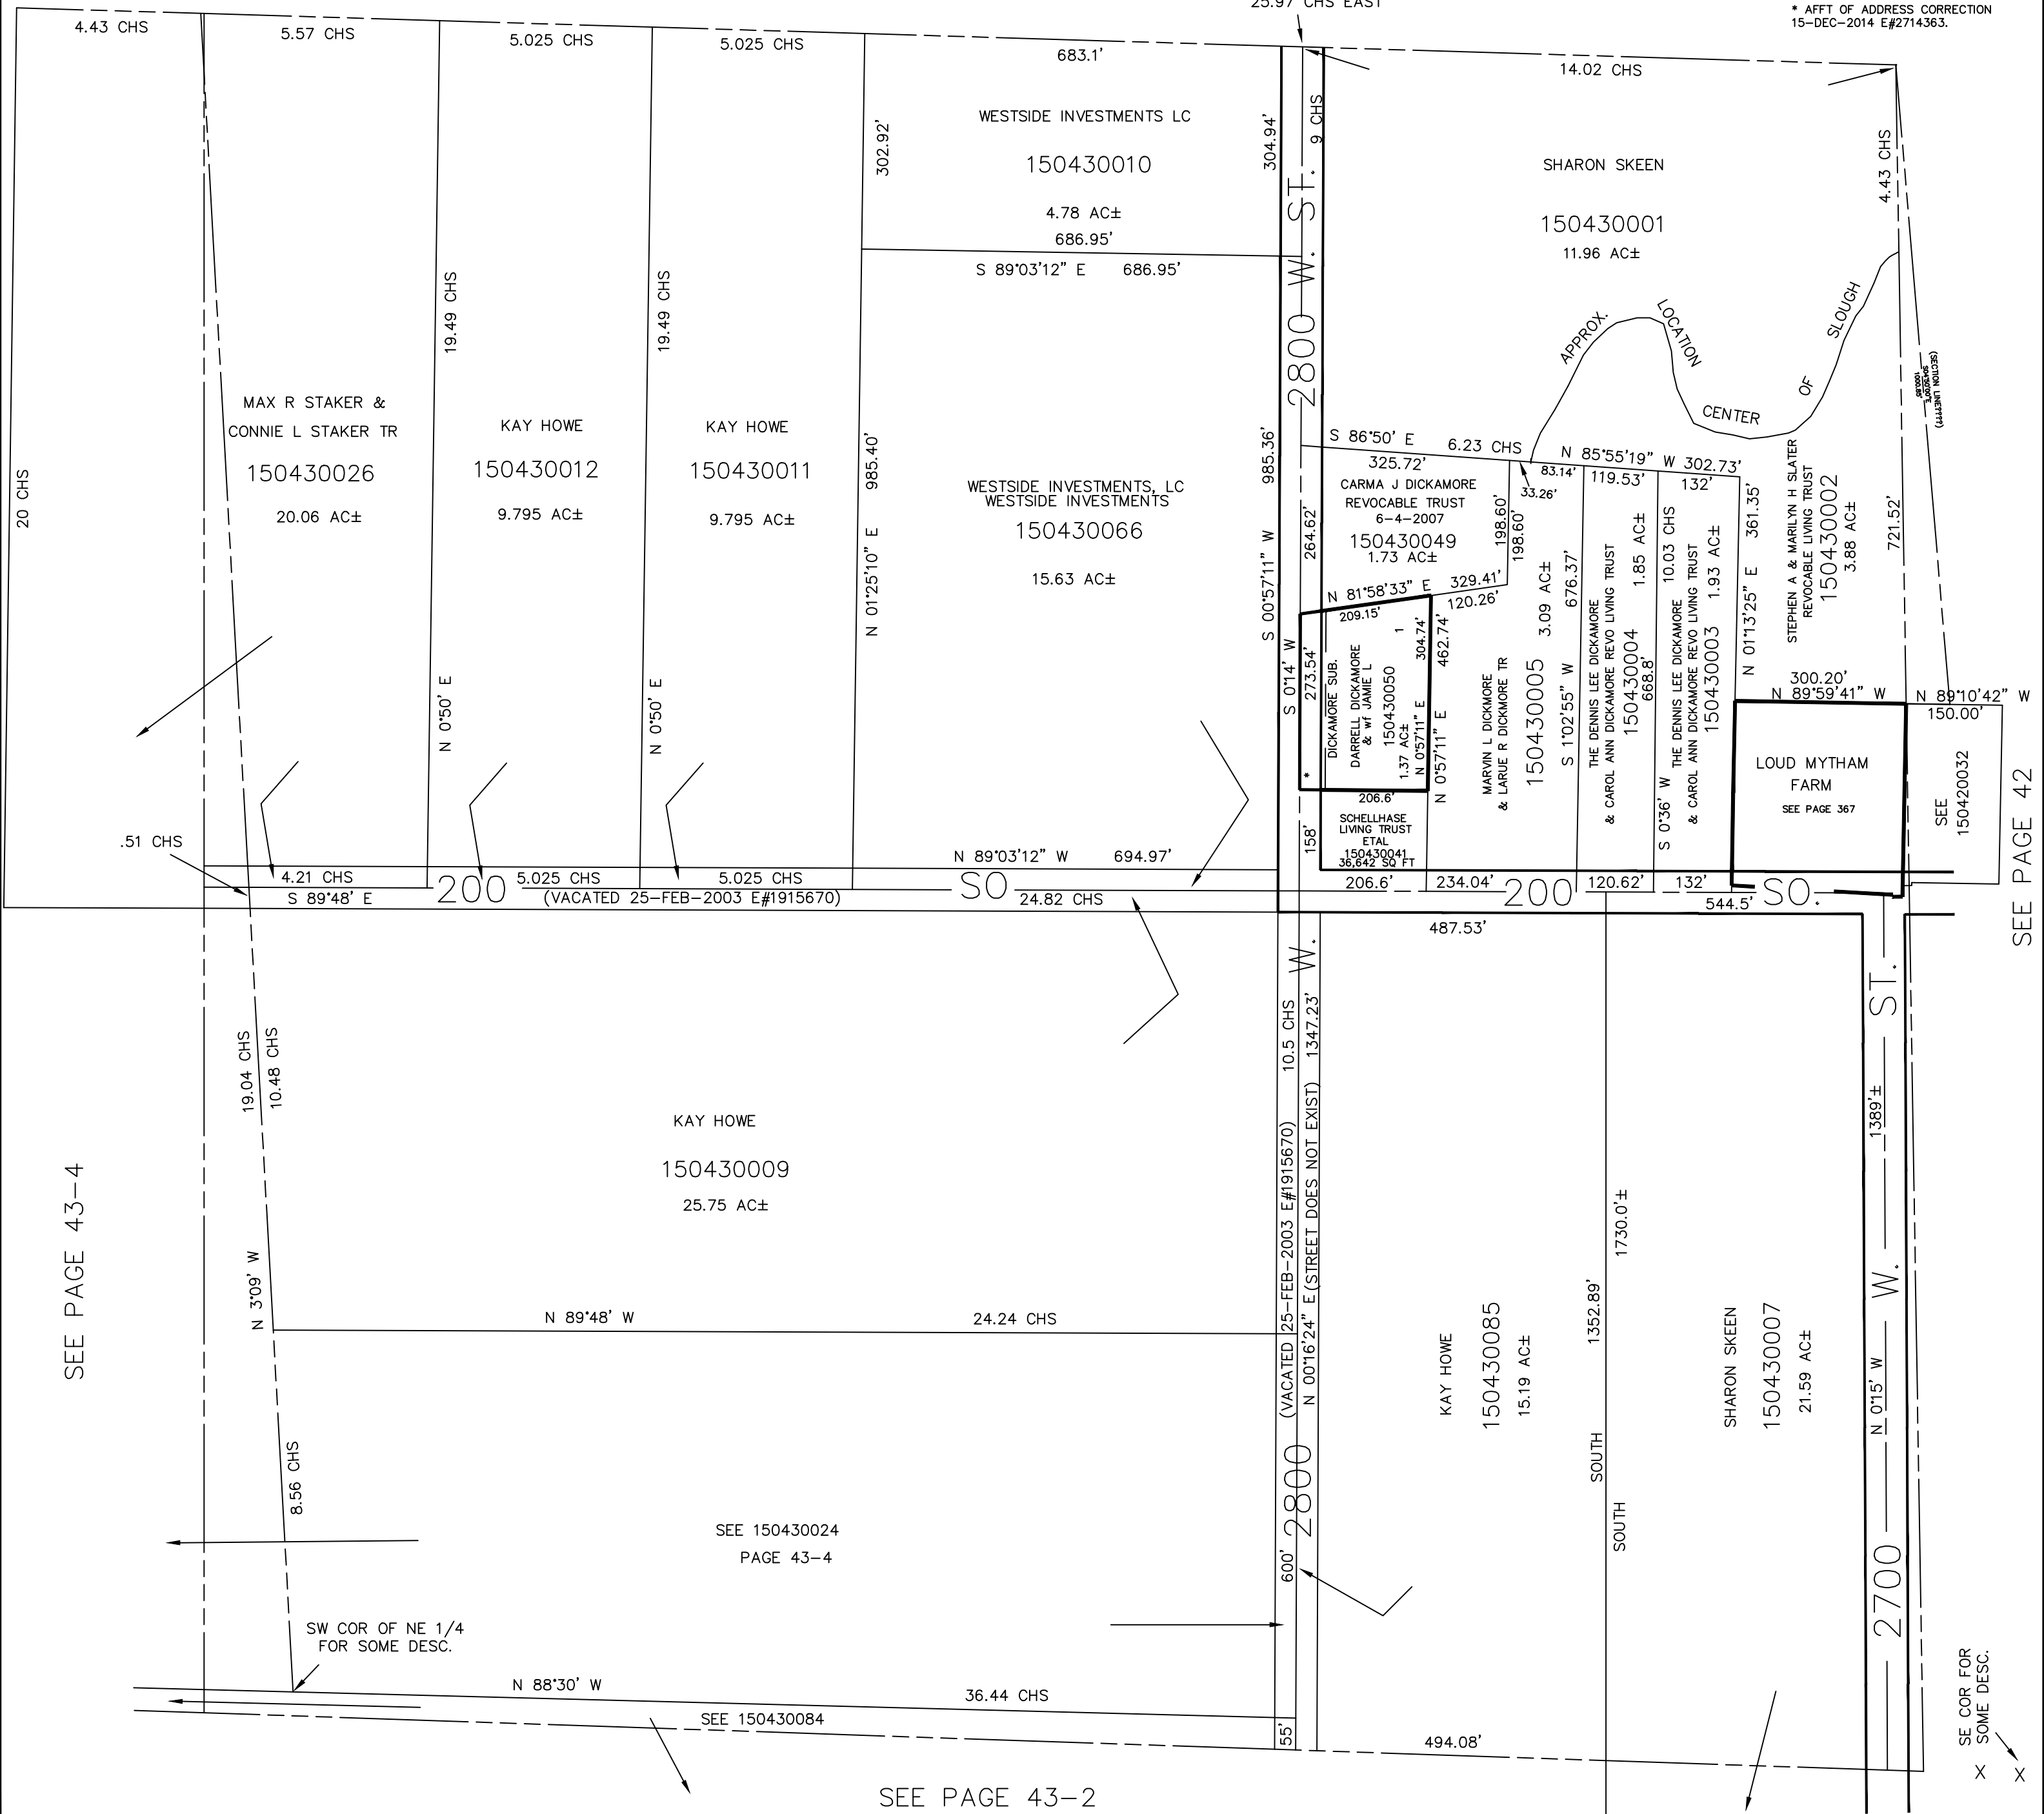 25.97 CHS EAST
* AFFT OF ADDRESS CORRECTION
15-DEC-2014 E#2714363.
4.43 CHS
5.57 CHS
5.025 CHS
5.025 CHS
683.1'
14.02 CHS
20 CHS
MAX R STAKER &
CONNIE L STAKER TR
150430026
20.06 AC±
19.49 CHS
N 0°50' E
KAY HOWE
150430012
9.795 AC±
19.49 CHS
N 0°50' E
KAY HOWE
150430011
9.795 AC±
302.92'
WESTSIDE INVESTMENTS LC
150430010
4.78 AC±
686.95'
S 89°03'12" E 686.95'
304.94'
N 01°25'10" E 985.40'
WESTSIDE INVESTMENTS, LC
WESTSIDE INVESTMENTS
150430066
15.63 AC±
S 00°57'11" W 985.36'
9 CHS
2800 W. ST.
SHARON SKEEN
150430001
11.96 AC±
4.43 CHS
APPROX. LOCATION CENTER OF SLOUGH
(SECTION LINE????)
S 86°50' E 6.23 CHS
325.72'
CARMA J DICKAMORE
REVOCABLE TRUST
6-4-2007
150430049
1.73 AC±
264.62'
198.60'
198.60'
33.26'
83.14'
N 85°55'19" W 302.73'
119.53'
132'
N 81°58'33" E 329.41'
209.15'
120.26'
S 0°14' W
273.54'
*
DICKAMORE SUB.
DARRELL DICKAMORE
& wf JAMIE L
150430050
1.37 AC±
1
N 0°57'11" E 304.74'
N 0°57'11" E 462.74'
206.6'
SCHELLHASE
LIVING TRUST
ETAL
150430041
36,642 SQ FT
158'
MARVIN L DICKMORE
& LARUE R DICKMORE TR
150430005 3.09 AC±
S 1°02'55" W 676.37'
THE DENNIS LEE DICKAMORE
& CAROL ANN DICKAMORE REVO LIVING TRUST
150430004 1.85 AC±
668.8'
S 0°36' W 10.03 CHS
THE DENNIS LEE DICKAMORE
& CAROL ANN DICKAMORE REVO LIVING TRUST
150430003 1.93 AC±
N 01°13'25" E 361.35'
STEPHEN A & MARILYN H SLATER
REVOCABLE LIVING TRUST
150430002
3.88 AC±
721.52'
300.20'
N 89°59'41" W
N 89°10'42" W
150.00'
LOUD MYTHAM
FARM
SEE PAGE 367
SEE
150420032
SEE PAGE 42
.51 CHS
4.21 CHS
S 89°48' E
200
5.025 CHS
5.025 CHS
(VACATED 25-FEB-2003 E#1915670)
N 89°03'12" W 694.97'
SO
24.82 CHS
206.6'
234.04'
200
120.62'
132'
544.5'
SO.
487.53'
19.04 CHS
10.48 CHS
N 3°09' W
KAY HOWE
150430009
25.75 AC±
SEE PAGE 43-4
N 89°48' W
24.24 CHS
8.56 CHS
SEE 150430024
PAGE 43-4
SW COR OF NE 1/4
FOR SOME DESC.
N 88°30' W
36.44 CHS
SEE 150430084
2800 W.
10.5 CHS
(VACATED 25-FEB-2003 E#1915670)
1347.23'
N 00°16'24" E (STREET DOES NOT EXIST)
600'
55'
KAY HOWE
150430085
15.19 AC±
1352.89'
SOUTH
1730.0'±
SOUTH
SHARON SKEEN
150430007
21.59 AC±
1389'±
N 0°15' W
2700 W. ST.
494.08'
SE COR FOR
SOME DESC.
X X
SEE PAGE 43-2